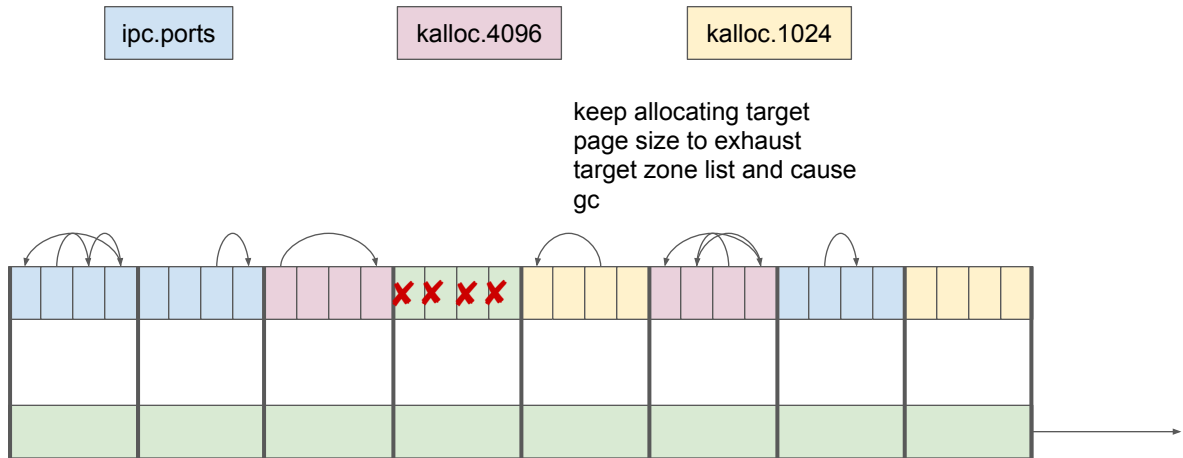 ipc.ports
kalloc.4096
kalloc.1024
keep allocating target
page size to exhaust
target zone list and cause
gc